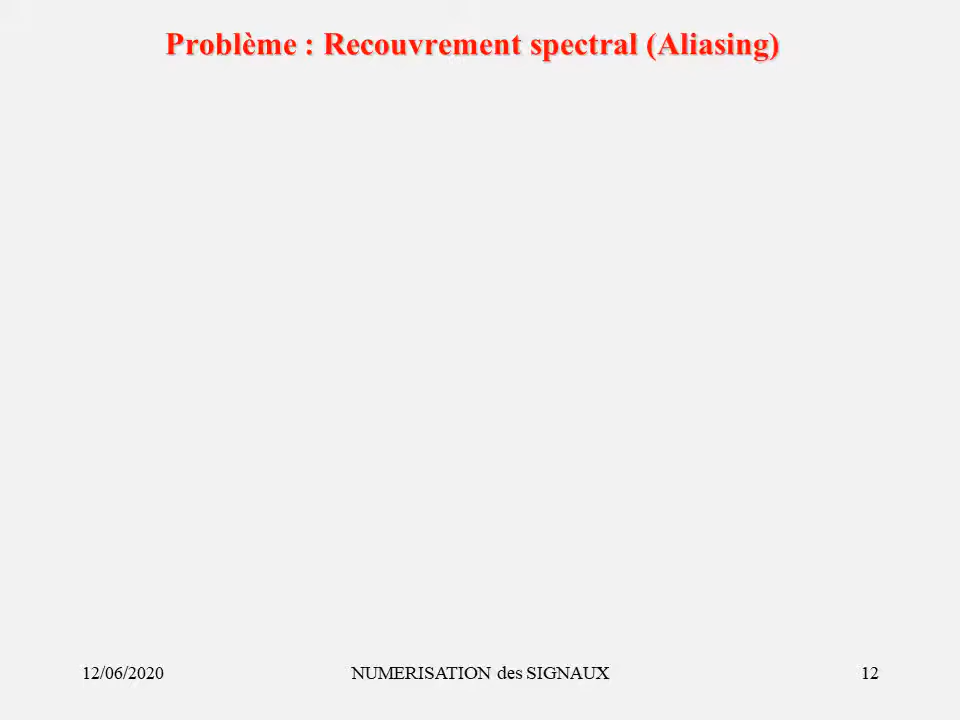 Problème : Recouvrement spectral (Aliasing)
12/06/2020
NUMERISATION des SIGNAUX
12